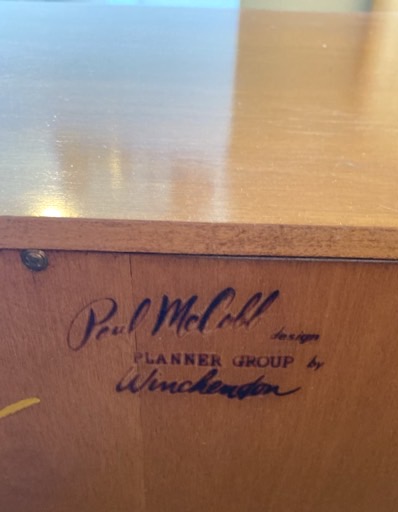 Paul McCobb design
PLANNER GROUP by
Winchendon